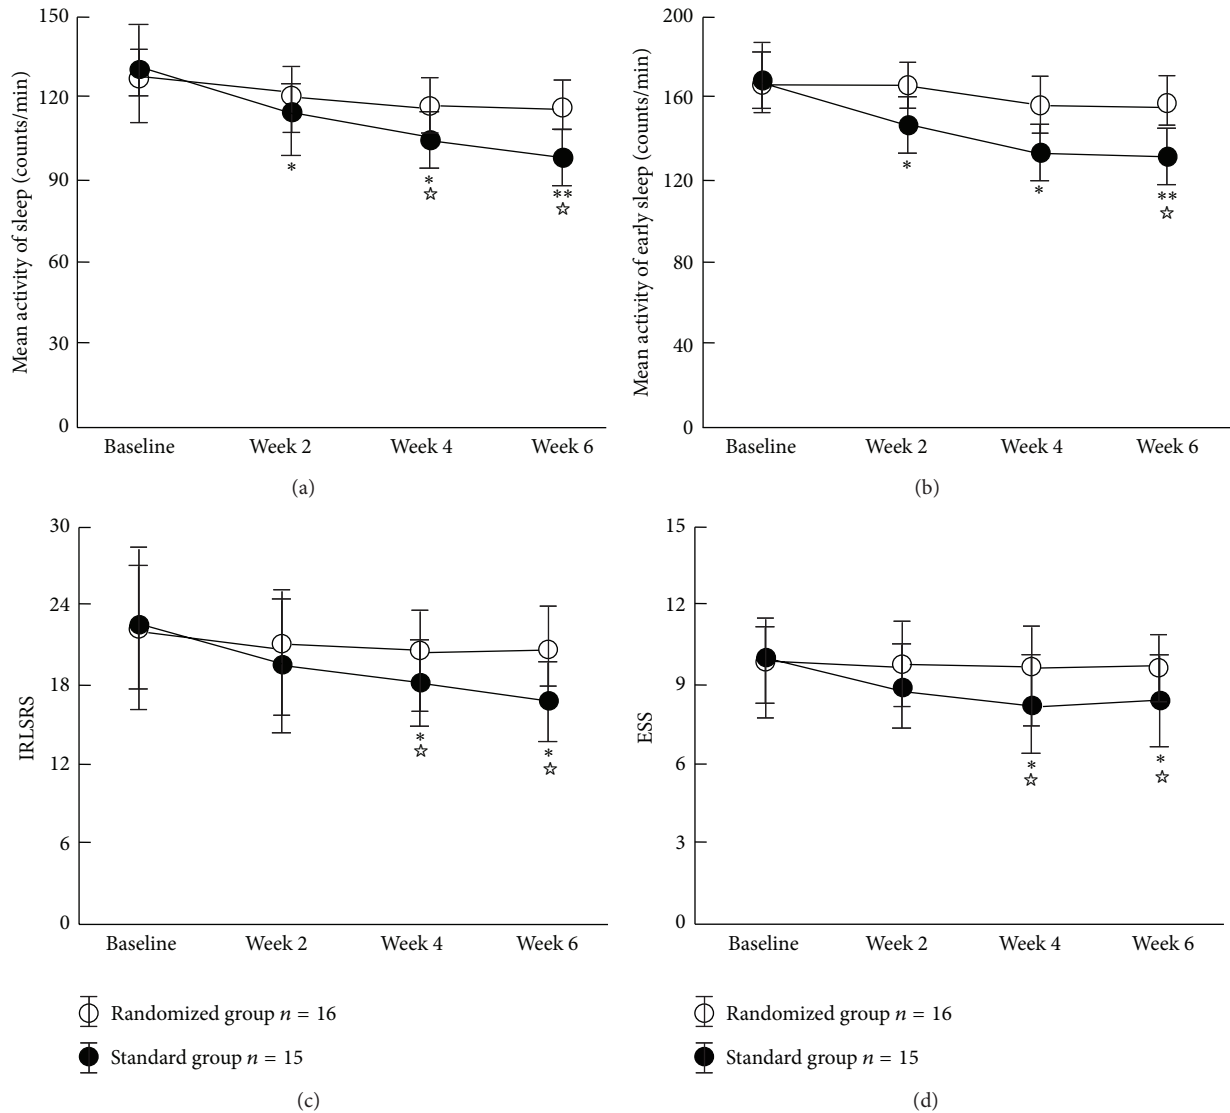 Mean activity of sleep (counts/min)
150
120
90
60
30
0
*
*
☆
**
☆
Baseline Week 2 Week 4 Week 6
(a)
Mean activity of early sleep (counts/min)
200
160
120
80
40
0
*
*
**
☆
Baseline Week 2 Week 4 Week 6
(b)
IRLSRS
30
24
18
12
6
0
*
☆
*
☆
Baseline Week 2 Week 4 Week 6
Randomized group n = 16
Standard group n = 15
(c)
ESS
15
12
9
6
3
0
*
☆
*
☆
Baseline Week 2 Week 4 Week 6
Randomized group n = 16
Standard group n = 15
(d)